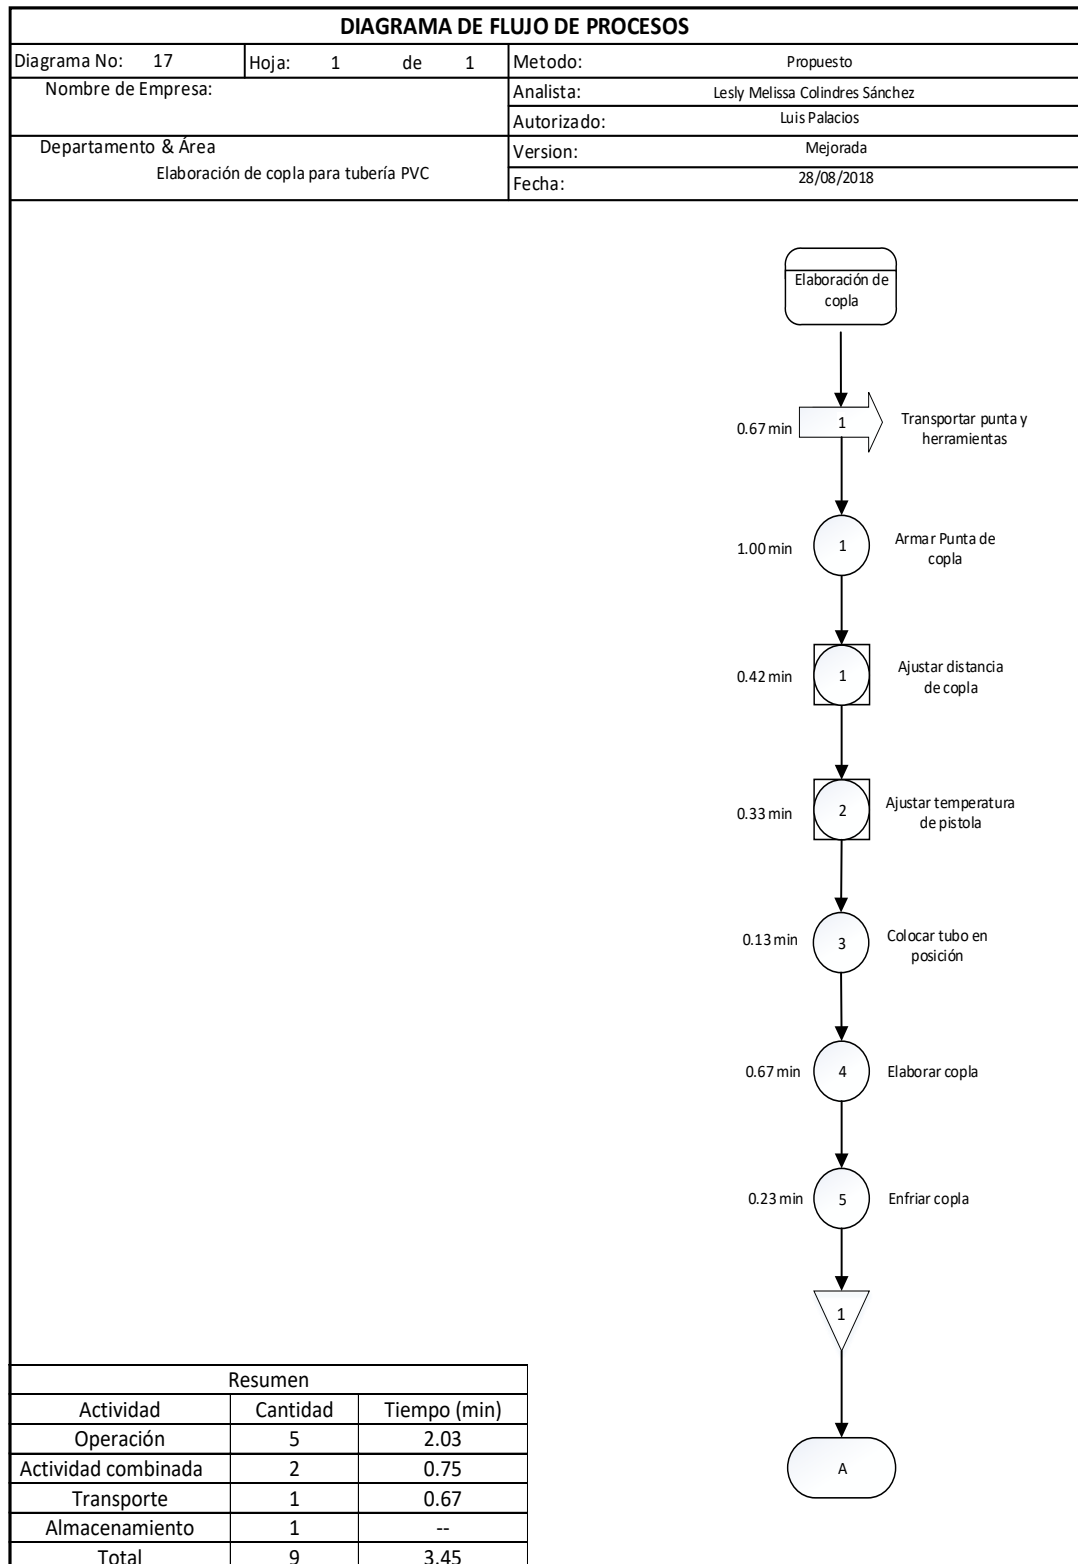 DIAGRAMA DE FLUJO DE PROCESOS
Diagrama No: 17 Hoja: 1 de 1 Metodo: Propuesto
Nombre de Empresa: Analista: Lesly Melissa Colindres Sánchez
Autorizado: Luis Palacios
Departamento & Área Version: Mejorada
Elaboración de copla para tubería PVC Fecha: 28/08/2018
Elaboración de
copla
0.67 min 1 Transportar punta y
herramientas
1.00 min 1 Armar Punta de
copla
0.42 min 1 Ajustar distancia
de copla
0.33 min 2 Ajustar temperatura
de pistola
0.13 min 3 Colocar tubo en
posición
0.67 min 4 Elaborar copla
0.23 min 5 Enfriar copla
1
A
Resumen
Actividad Cantidad Tiempo (min)
Operación 5 2.03
Actividad combinada 2 0.75
Transporte 1 0.67
Almacenamiento 1 --
Total 9 3.45